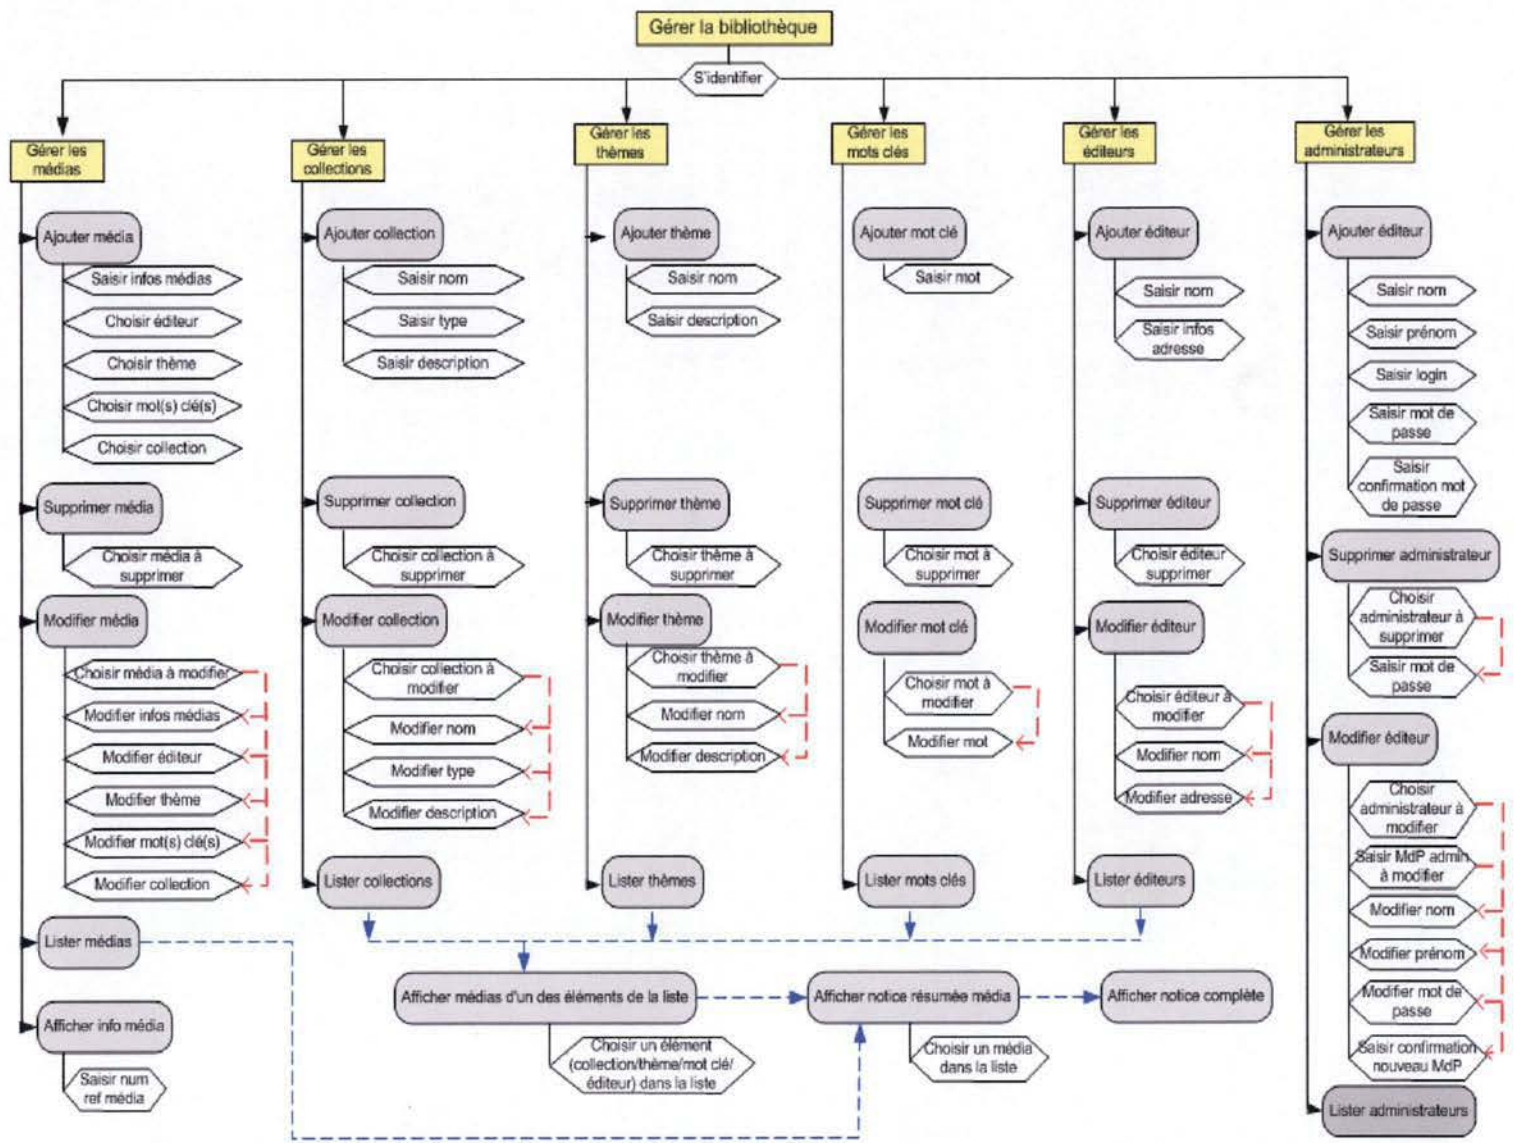 Gérer la bibliothèque
S'identifier
Gérer les
médias
Gérer les
collections
Gérer les
thèmes
Gérer les
mots clés
Gérer les
éditeurs
Gérer les
administrateurs
Ajouter média
Saisir infos médias
Choisir éditeur
Choisir thème
Choisir mot(s) clé(s)
Choisir collection
Supprimer média
Choisir média à
supprimer
Modifier média
Choisir média à modifier
Modifier infos médias
Modifier éditeur
Modifier thème
Modifier mot(s) clé(s)
Modifier collection
Lister médias
Afficher info média
Saisir num
ref média
Ajouter collection
Saisir nom
Saisir type
Saisir description
Supprimer collection
Choisir collection à
supprimer
Modifier collection
Choisir collection à
modifier
Modifier nom
Modifier type
Modifier description
Lister collections
Ajouter thème
Saisir nom
Saisir description
Supprimer thème
Choisir thème à
supprimer
Modifier thème
Choisir thème à
modifier
Modifier nom
Modifier description
Lister thèmes
Ajouter mot clé
Saisir mot
Supprimer mot clé
Choisir mot à
supprimer
Modifier mot clé
Choisir mot à
modifier
Modifier mot
Lister mots clés
Ajouter éditeur
Saisir nom
Saisir infos
adresse
Supprimer éditeur
Choisir éditeur
supprimer
Modifier éditeur
Choisir éditeur à
modifier
Modifier nom
Modifier adresse
Lister éditeurs
Ajouter éditeur
Saisir nom
Saisir prénom
Saisir login
Saisir mot de
passe
Saisir
confirmation mot
de passe
Supprimer administrateur
Choisir
administrateur à
supprimer
Saisir mot de
passe
Modifier éditeur
Choisir
administrateur à
modifier
Saisir MdP admin
à modifier
Modifier nom
Modifier prénom
Modifier mot de
passe
Saisir confirmation
nouveau MdP
Lister administrateurs
Afficher médias d'un des éléments de la liste
Choisir un élément
(collection/thème/mot clé/
éditeur) dans la liste
Afficher notice résumée média
Choisir un média
dans la liste
Afficher notice complète